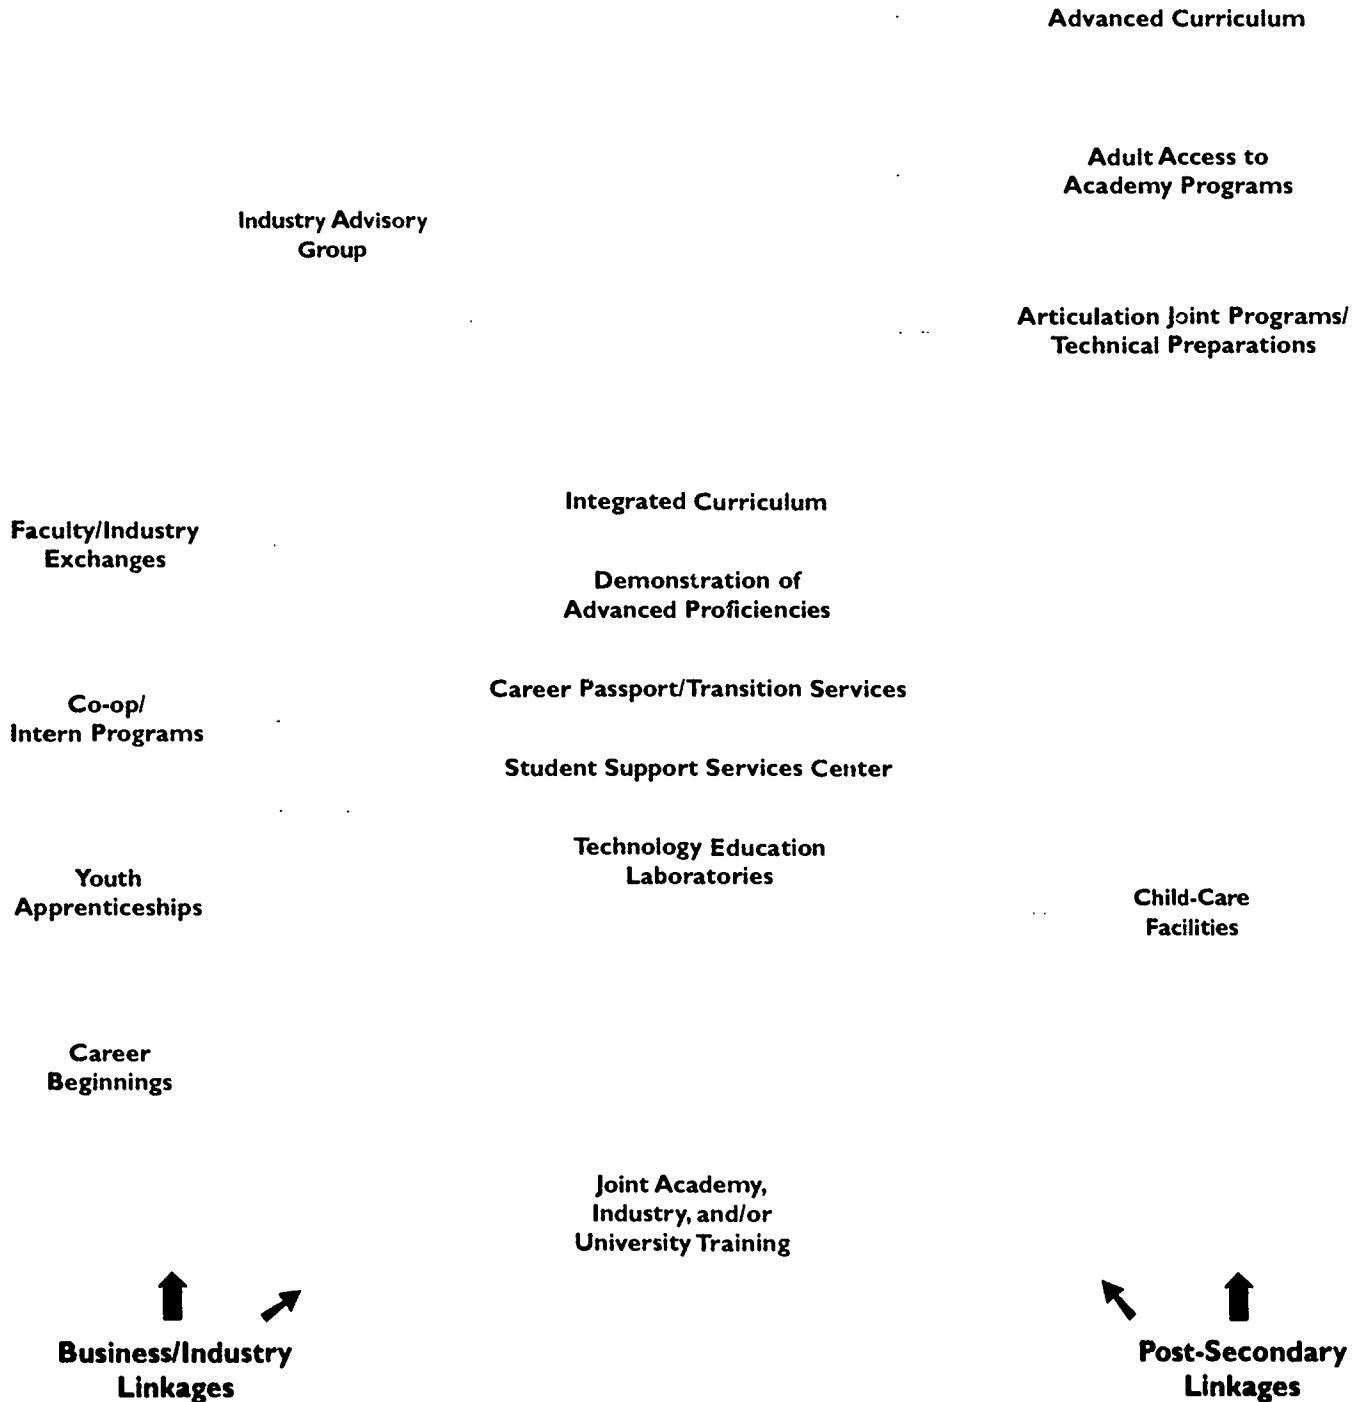 Advanced Curriculum
Adult Access to
Academy Programs
Industry Advisory
Group
Articulation Joint Programs/
Technical Preparations
Integrated Curriculum
Faculty/Industry
Exchanges
Demonstration of
Advanced Proficiencies
Career Passport/Transition Services
Co-op/
Intern Programs
Student Support Services Center
Technology Education
Laboratories
Youth
Apprenticeships
Child-Care
Facilities
Career
Beginnings
Joint Academy,
Industry, and/or
University Training
Business/Industry
Linkages
Post-Secondary
Linkages